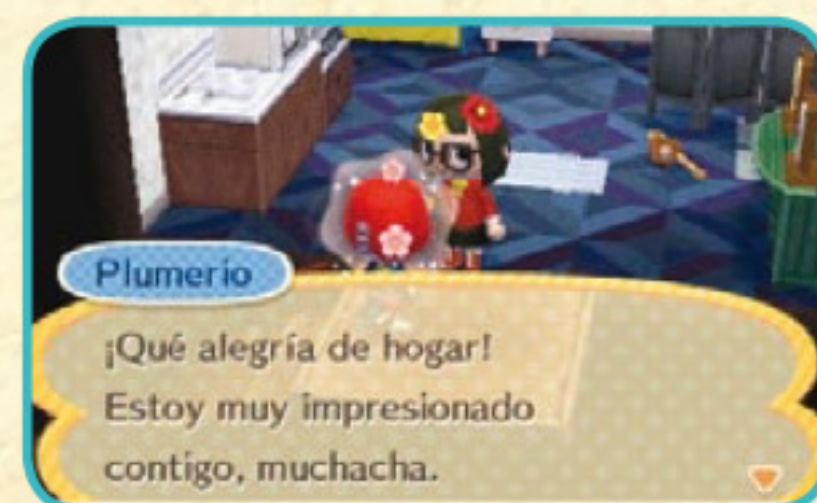 Plumerio
¡Qué alegría de hogar!
Estoy muy impresionado
contigo, muchacha.